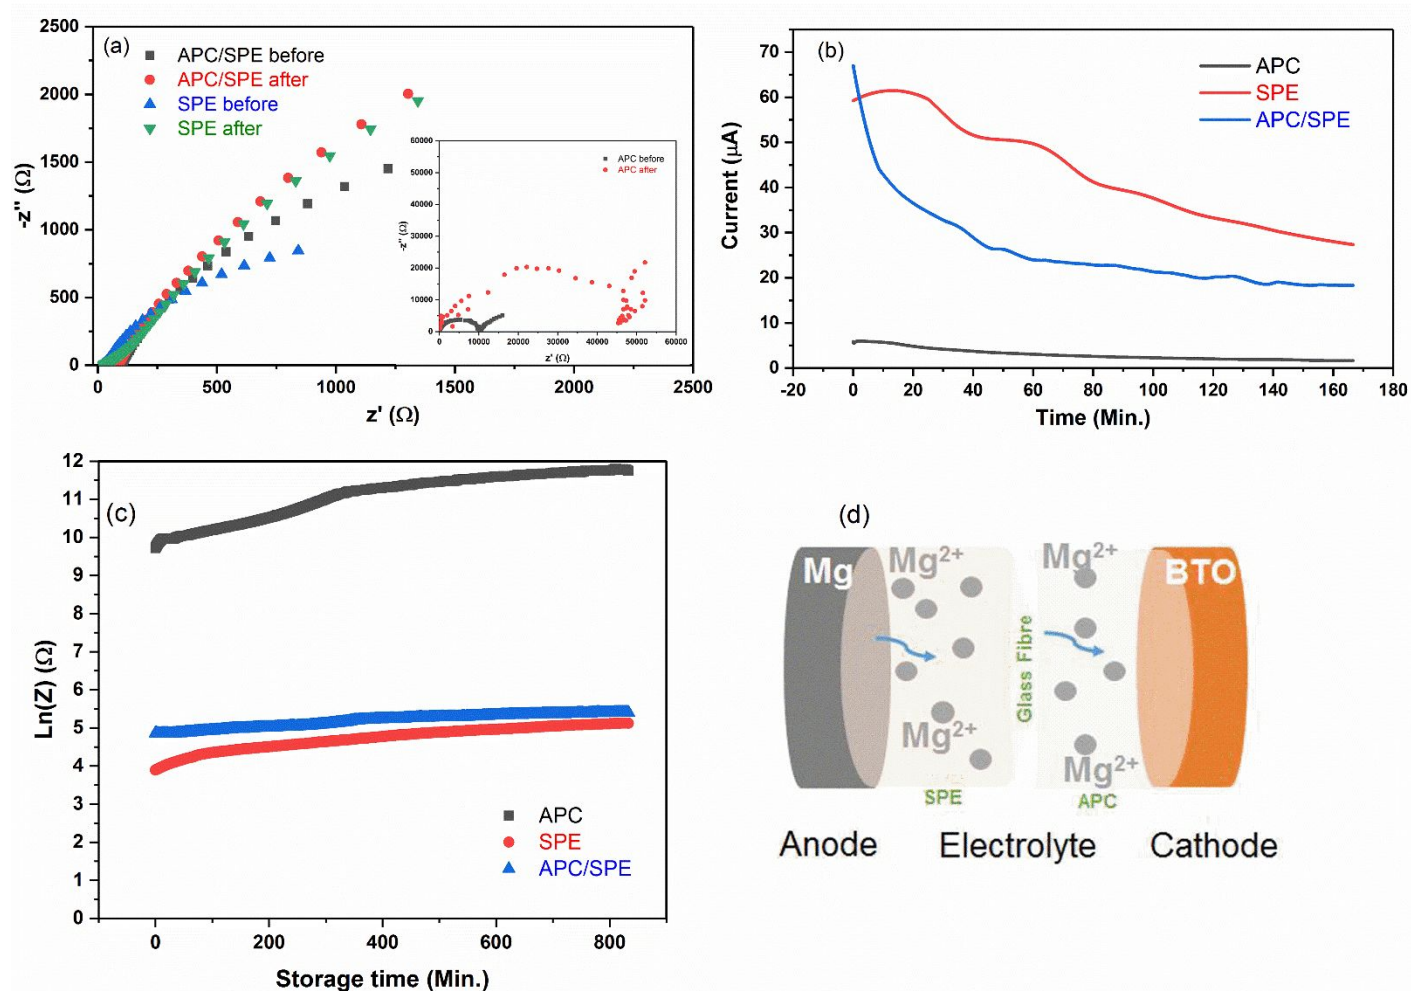 (a)
APC/SPE before
APC/SPE after
SPE before
SPE after
2500
2000
1500
1000
500
0
-z'' (Ω)
0
500
1000
1500
2000
2500
z' (Ω)
APC before
APC after
60000
50000
40000
30000
20000
10000
0
-z'' (Ω)
0
10000
20000
30000
40000
50000
60000
z' (Ω)
(b)
APC
SPE
APC/SPE
70
60
50
40
30
20
10
0
Current (μA)
-20
0
20
40
60
80
100
120
140
160
180
Time (Min.)
(c)
12
11
10
9
8
7
6
5
4
3
2
1
0
Ln(Z) (Ω)
APC
SPE
APC/SPE
0
200
400
600
800
Storage time (Min.)
(d)
Mg
Mg2+
Mg2+
BTO
Glass Fibre
Mg2+
Mg2+
SPE
APC
Anode
Electrolyte
Cathode